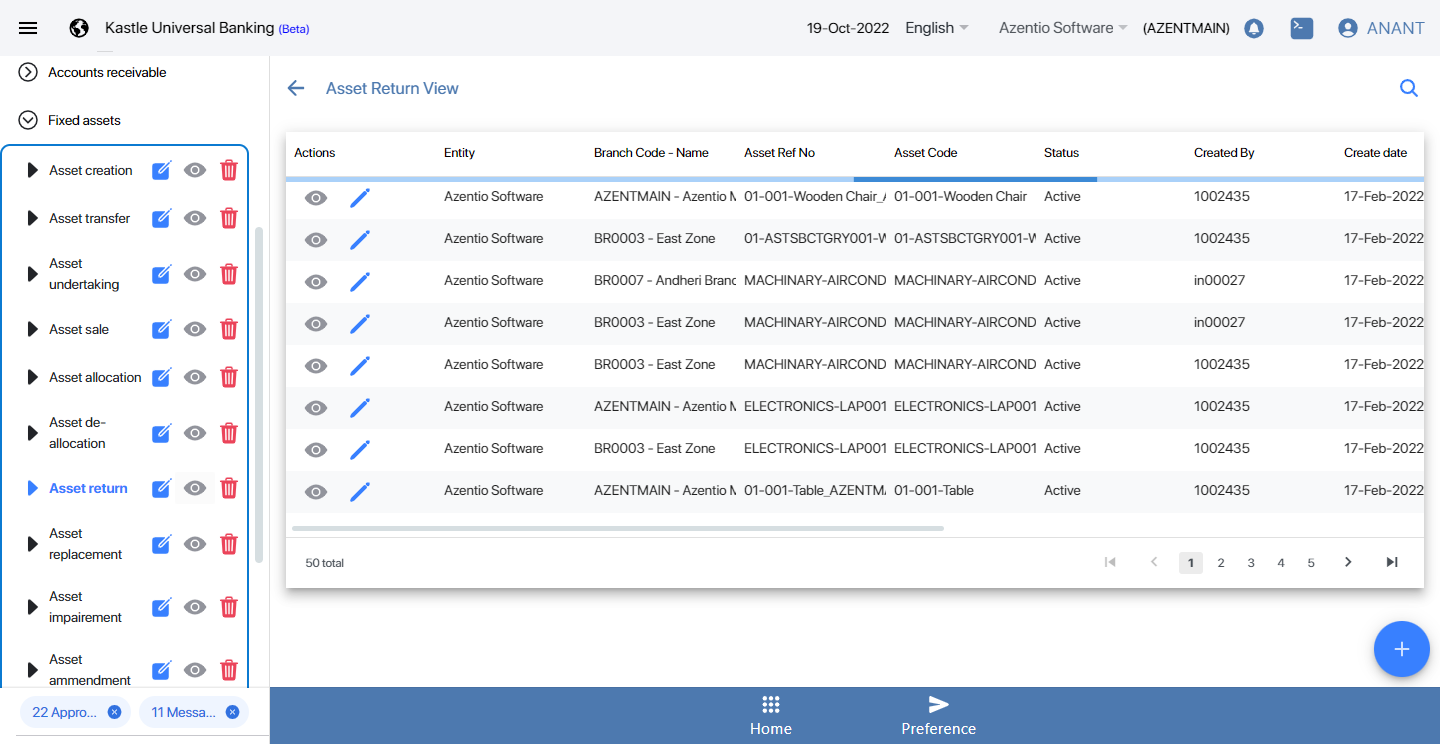 Kastle Universal Banking (Beta)
19-Oct-2022 English Azentio Software (AZENTMAIN) ANANT
Accounts receivable
Fixed assets
Asset creation
Asset transfer
Asset
undertaking
Asset sale
Asset allocation
Asset de-
allocation
Asset return
Asset
replacement
Asset
impairement
Asset
ammendment
22 Appro...
11 Messa...
Asset Return View
Actions Entity Branch Code - Name Asset Ref No Asset Code Status Created By Create date
Azentio Software AZENTMAIN - Azentio M 01-001-Wooden Chair_A 01-001-Wooden Chair Active 1002435 17-Feb-2022
Azentio Software BR0003 - East Zone 01-ASTSBCTGRY001-W 01-ASTSBCTGRY001-W Active 1002435 17-Feb-2022
Azentio Software BR0007 - Andheri Branc MACHINARY-AIRCOND MACHINARY-AIRCOND Active in00027 17-Feb-2022
Azentio Software BR0003 - East Zone MACHINARY-AIRCOND MACHINARY-AIRCOND Active in00027 17-Feb-2022
Azentio Software BR0003 - East Zone MACHINARY-AIRCOND MACHINARY-AIRCOND Active 1002435 17-Feb-2022
Azentio Software AZENTMAIN - Azentio M ELECTRONICS-LAP001 ELECTRONICS-LAP001 Active 1002435 17-Feb-2022
Azentio Software BR0003 - East Zone ELECTRONICS-LAP001 ELECTRONICS-LAP001 Active 1002435 17-Feb-2022
Azentio Software AZENTMAIN - Azentio M 01-001-Table_AZENTMA 01-001-Table Active 1002435 17-Feb-2022
50 total
1 2 3 4 5
Home
Preference